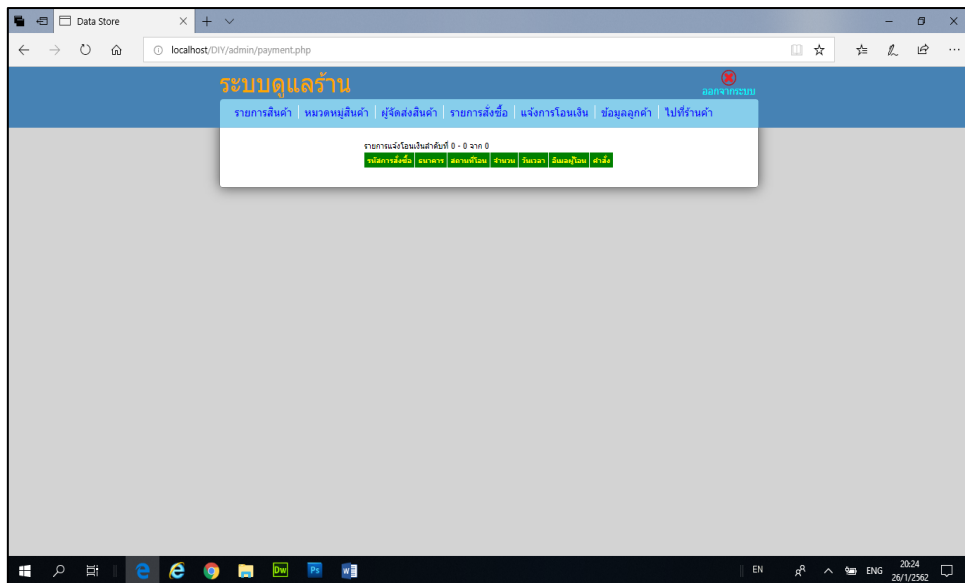 Data Store
localhost/DIY/admin/payment.php
ระบบดูแลร้าน
ออกจากระบบ
รายการสินค้า หมวดหมู่สินค้า ผู้จัดส่งสินค้า รายการสั่งซื้อ แจ้งการโอนเงิน ข้อมูลลูกค้า ไปที่ร้านค้า
รายการแจ้งโอนเงินลำดับที่ 0 - 0 จาก 0
รหัสการสั่งซื้อ ธนาคาร สถานที่โอน จำนวน วันเวลา อีเมลผู้โอน คำสั่ง
Dw Ps W EN ENG 20:24
26/1/2562